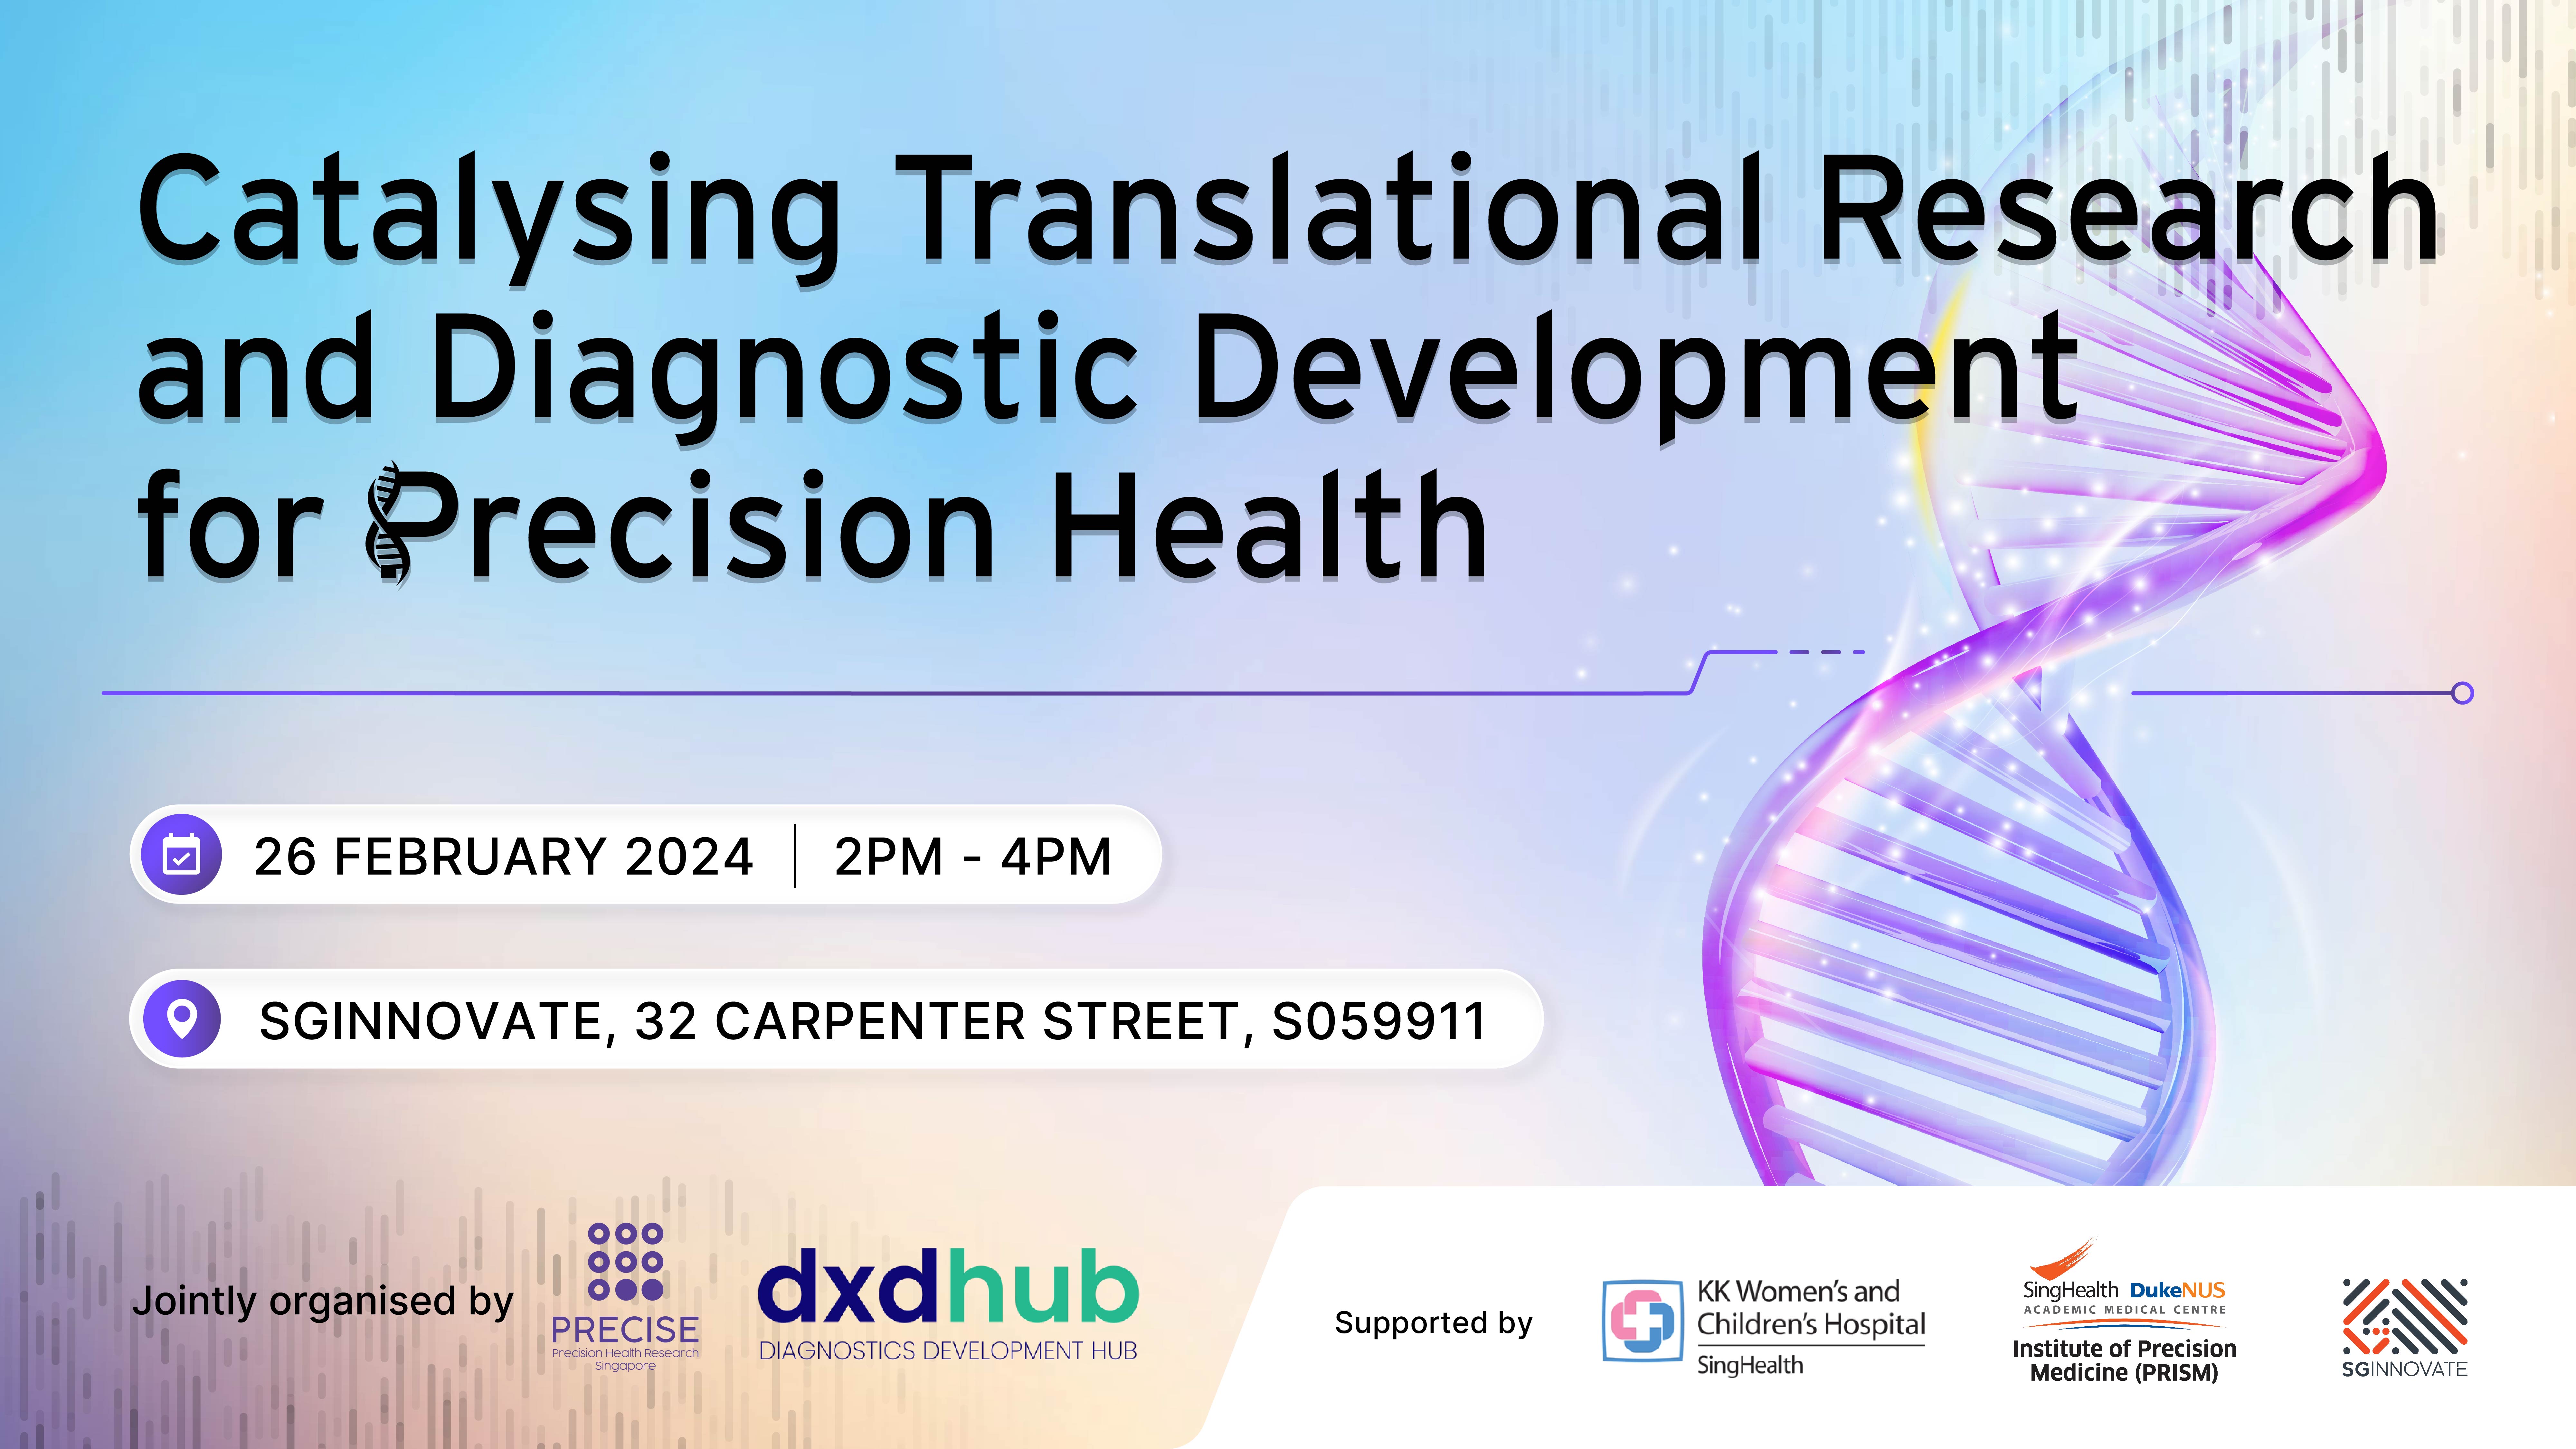 Catalysing Translational Research
and Diagnostic Development
for Precision Health
26 FEBRUARY 2024 | 2PM - 4PM
SGINNOVATE, 32 CARPENTER STREET, S059911
Jointly organised by
PRECISE
Precision Health Research
Singapore
dxdhub
DIAGNOSTICS DEVELOPMENT HUB
Supported by
KK Women's and
Children's Hospital
SingHealth
SingHealth DukeNUS
ACADEMIC MEDICAL CENTRE
Institute of Precision
Medicine (PRISM)
SGINNOVATE